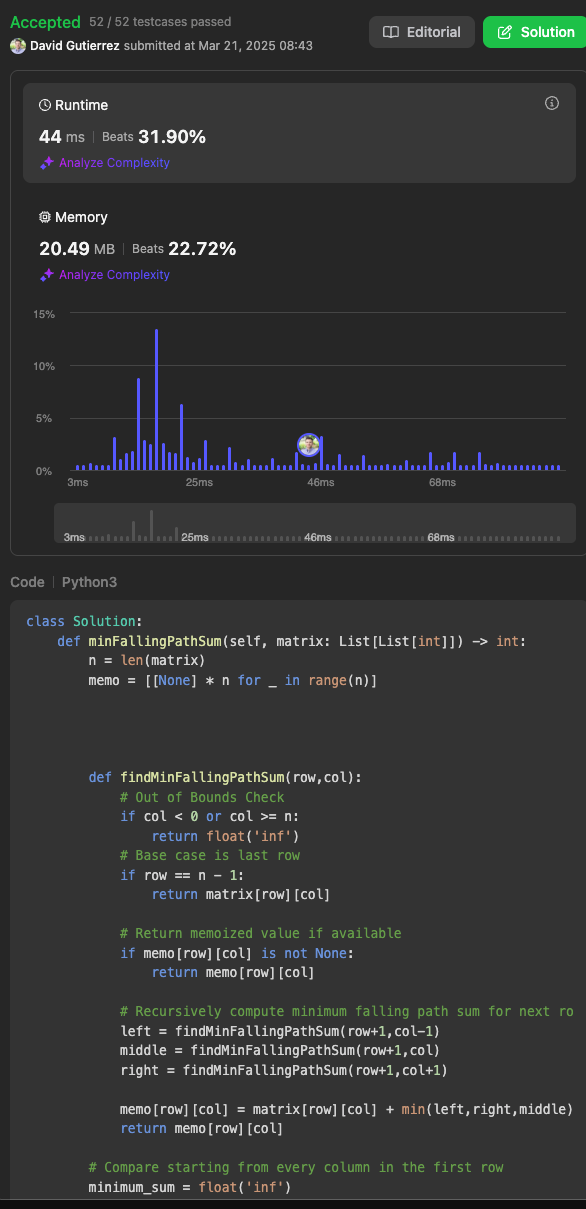 Accepted 52 / 52 testcases passed
David Gutierrez submitted at Mar 21, 2025 08:43
Editorial
Solution
Runtime
44 ms | Beats 31.90%
Analyze Complexity
Memory
20.49 MB | Beats 22.72%
Analyze Complexity
15%
10%
5%
0%
3ms 25ms 46ms 68ms
3ms 25ms 46ms 68ms
Code | Python3
class Solution:
    def minFallingPathSum(self, matrix: List[List[int]]) -> int:
        n = len(matrix)
        memo = [[None] * n for _ in range(n)]
        def findMinFallingPathSum(row,col):
            # Out of Bounds Check
            if col < 0 or col >= n:
                return float('inf')
            # Base case is last row
            if row == n - 1:
                return matrix[row][col]
            # Return memoized value if available
            if memo[row][col] is not None:
                return memo[row][col]
            # Recursively compute minimum falling path sum for next ro
            left = findMinFallingPathSum(row+1,col-1)
            middle = findMinFallingPathSum(row+1,col)
            right = findMinFallingPathSum(row+1,col+1)
            memo[row][col] = matrix[row][col] + min(left,right,middle)
            return memo[row][col]
        # Compare starting from every column in the first row
        minimum_sum = float('inf')